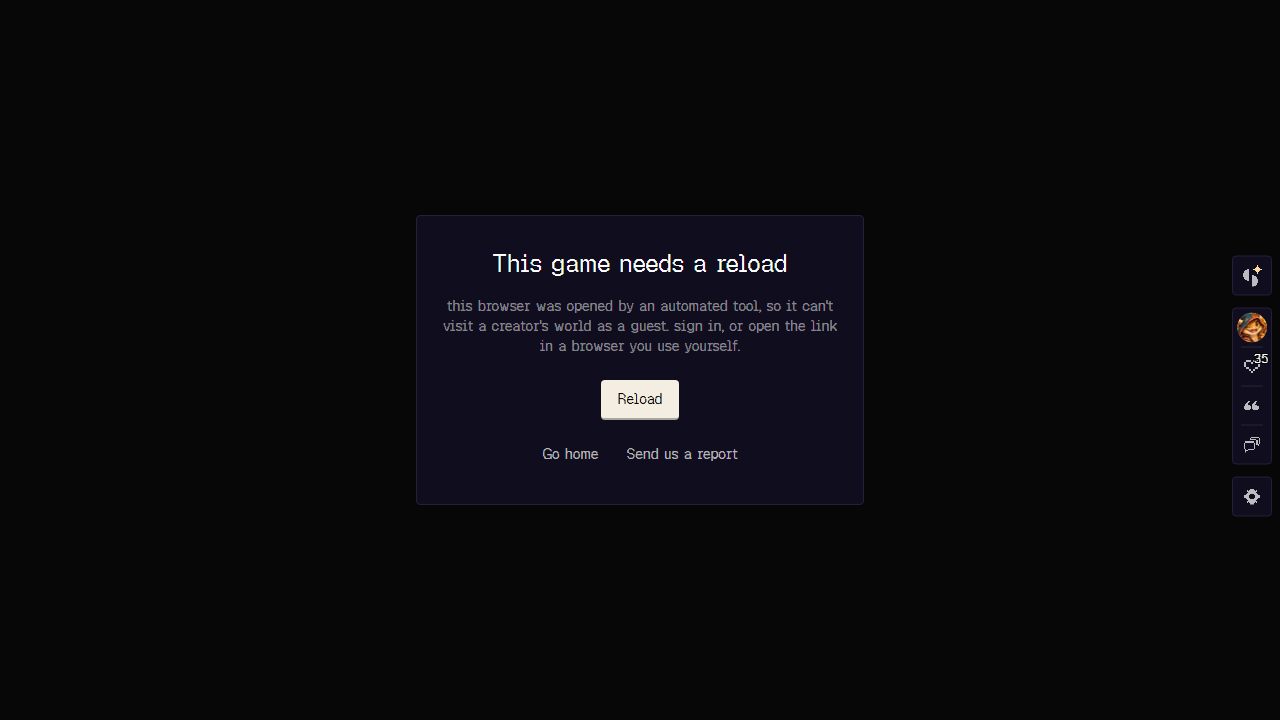 This game needs a reload
this browser was opened by an automated tool, so it can't
visit a creator's world as a guest. sign in, or open the link
in a browser you use yourself.
Reload
Go home
Send us a report
35